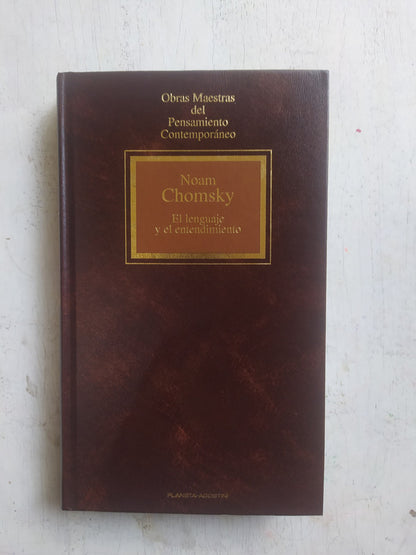 Obras Maestras
del
Pensamiento
Contemporáneo
Noam
Chomsky
El lenguaje
y el entendimiento
PLANETA-AGOSTINI